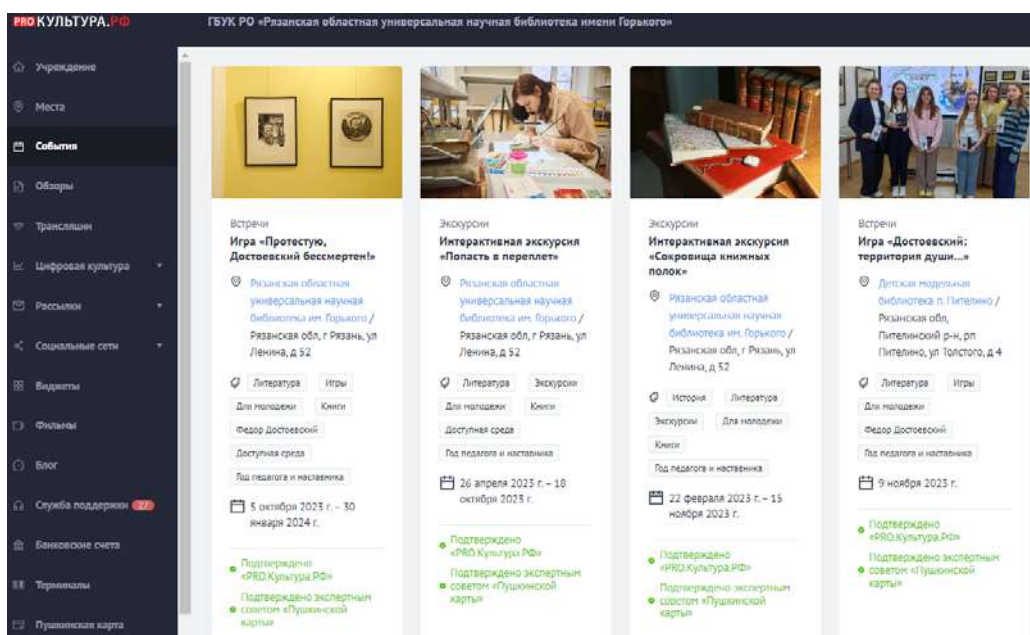 PRO КУЛЬТУРА.РФ
ГБУК РО «Рязанская областная универсальная научная библиотека имени Горького»
Учреждение
Места
События
Обзоры
Трансляции
Цифровая культура
Рассылки
Социальные сети
Виджеты
Фильмы
Блог
Служба поддержки 27
Банковские счета
Терминалы
Пушкинская карта
Встречи
Игра «Протестую,
Достоевский бессмертен!»
Рязанская областная
универсальная научная
библиотека им. Горького /
Рязанская обл, г Рязань, ул
Ленина, д 52
Литература Игры
Для молодежи Книги
Федор Достоевский
Доступная среда
Год педагога и наставника
5 октября 2023 г. – 30
января 2024 г.
Подтверждено
«PRO.Культура.РФ»
Подтверждено экспертным
советом «Пушкинской
карты»
Экскурсии
Интерактивная экскурсия
«Попасть в переплет»
Рязанская областная
универсальная научная
библиотека им. Горького /
Рязанская обл, г Рязань, ул
Ленина, д 52
Литература Экскурсии
Для молодежи Книги
Доступная среда
Год педагога и наставника
26 апреля 2023 г. – 18
октября 2023 г.
Подтверждено
«PRO.Культура.РФ»
Подтверждено экспертным
советом «Пушкинской
карты»
Экскурсии
Интерактивная экскурсия
«Сокровища книжных
полок»
Рязанская областная
универсальная научная
библиотека им. Горького /
Рязанская обл, г Рязань, ул
Ленина, д 52
История Литература
Экскурсии Для молодежи
Книги
Год педагога и наставника
22 февраля 2023 г. – 15
ноября 2023 г.
Подтверждено
«PRO.Культура.РФ»
Подтверждено экспертным
советом «Пушкинской
карты»
Встречи
Игра «Достоевский:
территория души...»
Детская модельная
библиотека п. Пителино /
Рязанская обл,
Пителинский р-н, рп
Пителино, ул Толстого, д 4
Литература Игры
Для молодежи Книги
Федор Достоевский
Год педагога и наставника
9 ноября 2023 г.
Подтверждено
«PRO.Культура.РФ»
Подтверждено экспертным
советом «Пушкинской
карты»